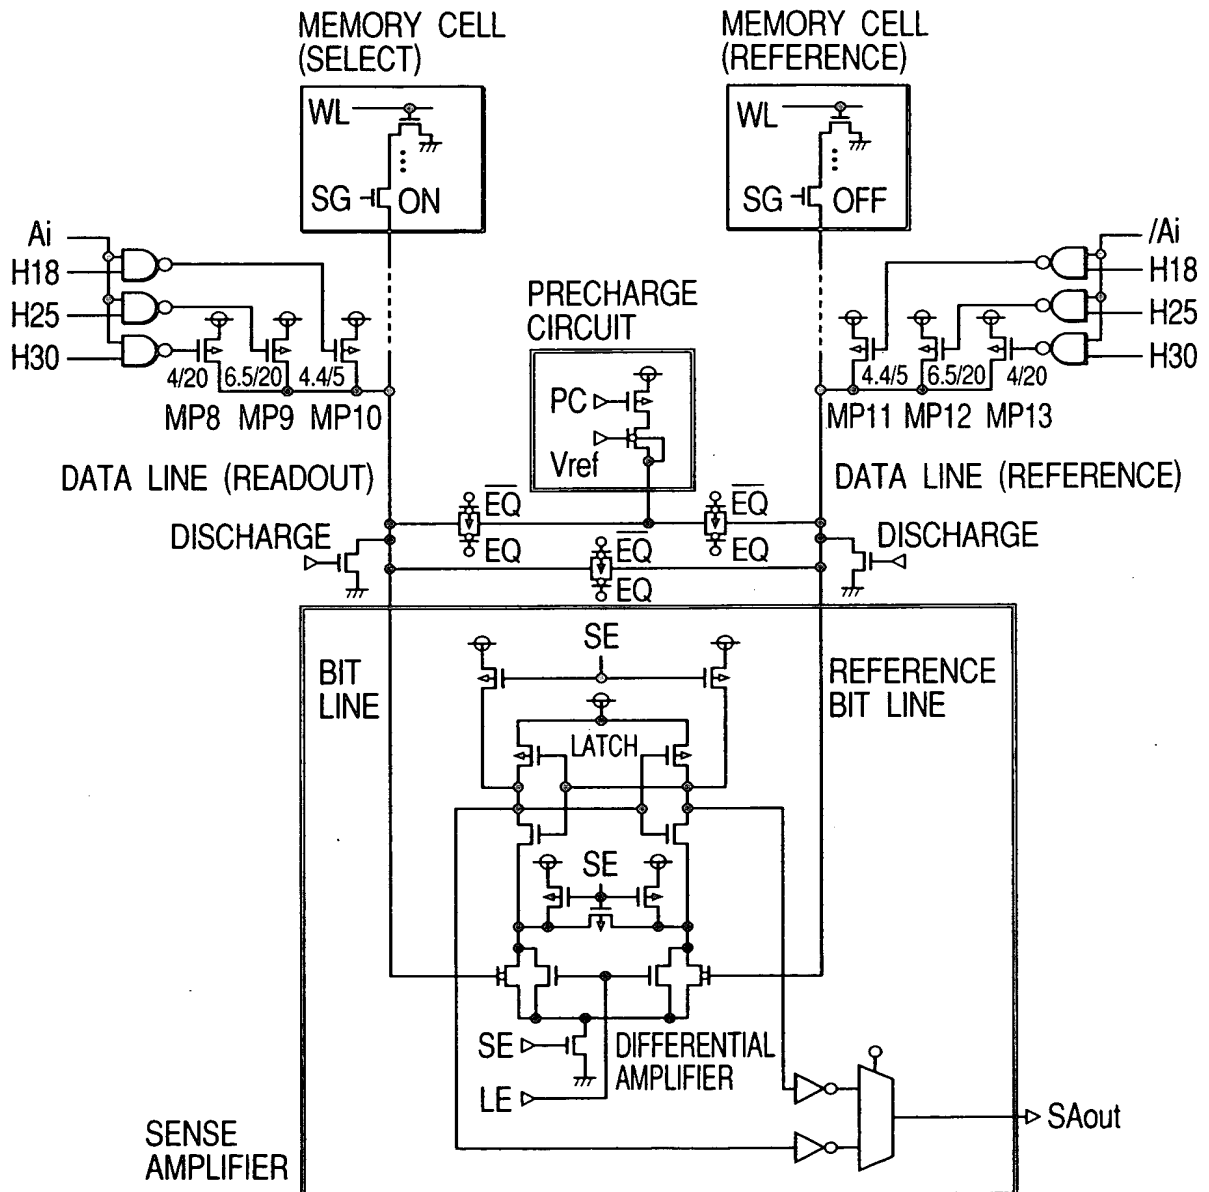 MEMORY CELL
(SELECT)
MEMORY CELL
(REFERENCE)
WL
SG
ON
WL
SG
OFF
Ai
H18
H25
H30
/Ai
H18
H25
H30
PRECHARGE
CIRCUIT
PC
Vref
4/20
6.5/20
4.4/5
MP8
MP9
MP10
4.4/5
6.5/20
4/20
MP11
MP12
MP13
DATA LINE (READOUT)
DATA LINE (REFERENCE)
EQ
EQ
EQ
EQ
EQ
EQ
DISCHARGE
DISCHARGE
BIT
LINE
SE
REFERENCE
BIT LINE
LATCH
SE
SE
DIFFERENTIAL
AMPLIFIER
LE
SAout
SENSE
AMPLIFIER